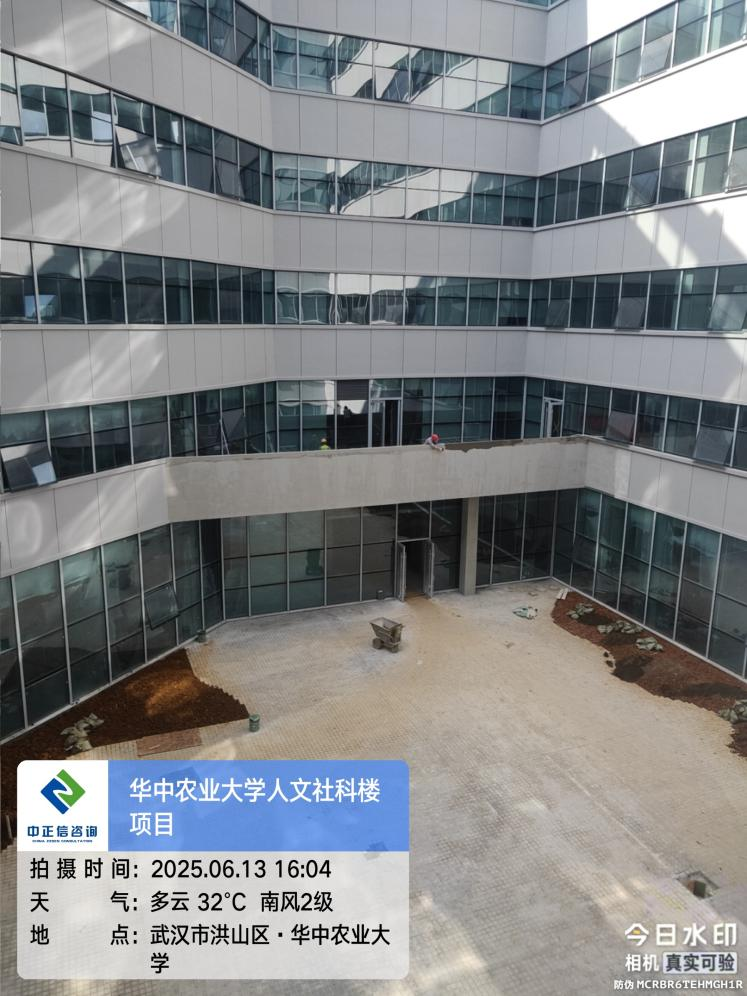 华中农业大学人文社科楼
项目
中正信咨询
CHINA ZEXIN CONSULTATION
拍摄时间：2025.06.13 16:04
天气：多云 32℃ 南风2级
地点：武汉市洪山区·华中农业大
学
今日水印
相机 真实可验
防伪 MCRBR6TEHMGH1R